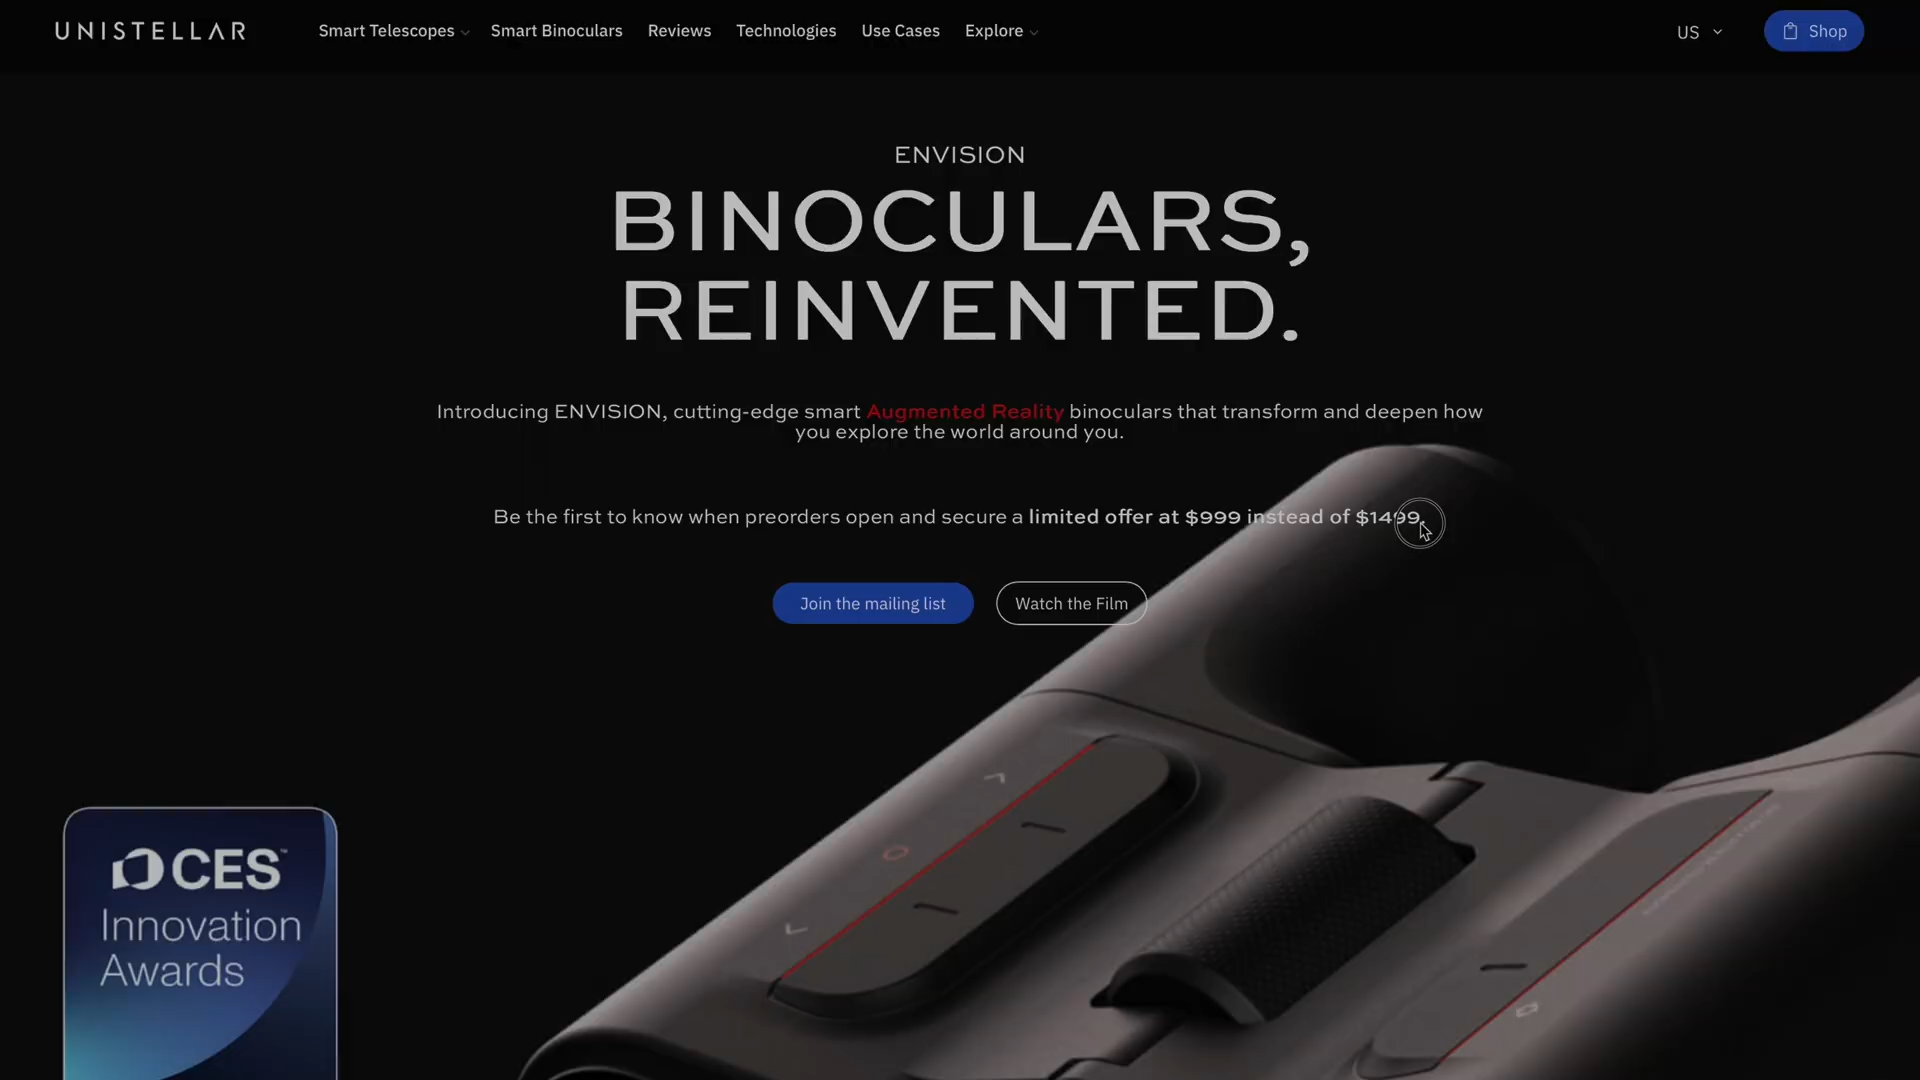 UNISTELLAR
Smart Telescopes
Smart Binoculars
Reviews
Technologies
Use Cases
Explore
US
Shop
ENVISION
BINOCULARS,
REINVENTED.
Introducing ENVISION, cutting-edge smart Augmented Reality binoculars that transform and deepen how
you explore the world around you.
Be the first to know when preorders open and secure a limited offer at $999 instead of $1499.
Join the mailing list
Watch the Film
CES™
Innovation
Awards